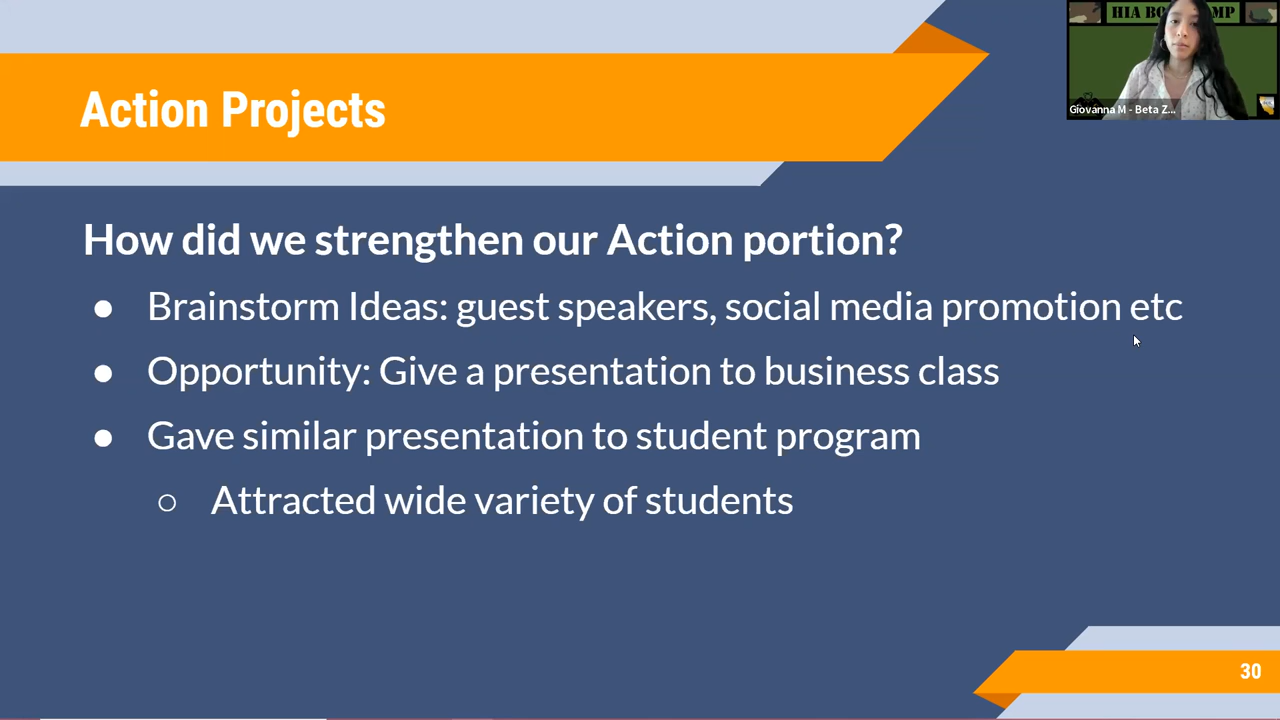 HIA BO MP
Action Projects
Giovanna M - Beta Z...
How did we strengthen our Action portion?
● Brainstorm Ideas: guest speakers, social media promotion etc
● Opportunity: Give a presentation to business class
● Gave similar presentation to student program
○ Attracted wide variety of students
30